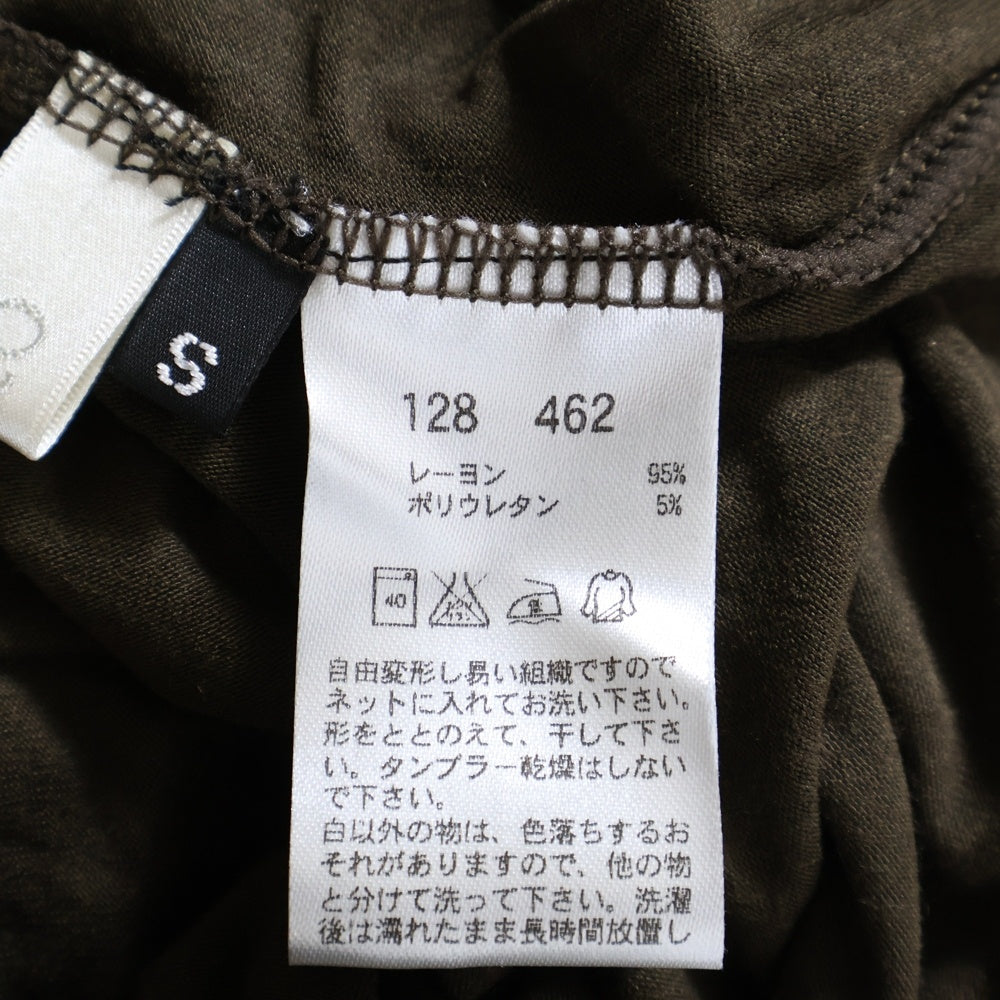 S
128 462
レーヨン 95%
ポリウレタン 5%
40
自由変形し易い組織ですので
ネットに入れてお洗い下さい。
形をととのえて、干して下さ
い。タンプラー乾燥はしない
で下さい。
白以外の物は、色落ちするお
それがありますので、他の物
と分けて洗って下さい。洗濯
後は濡れたまま長時間放置し